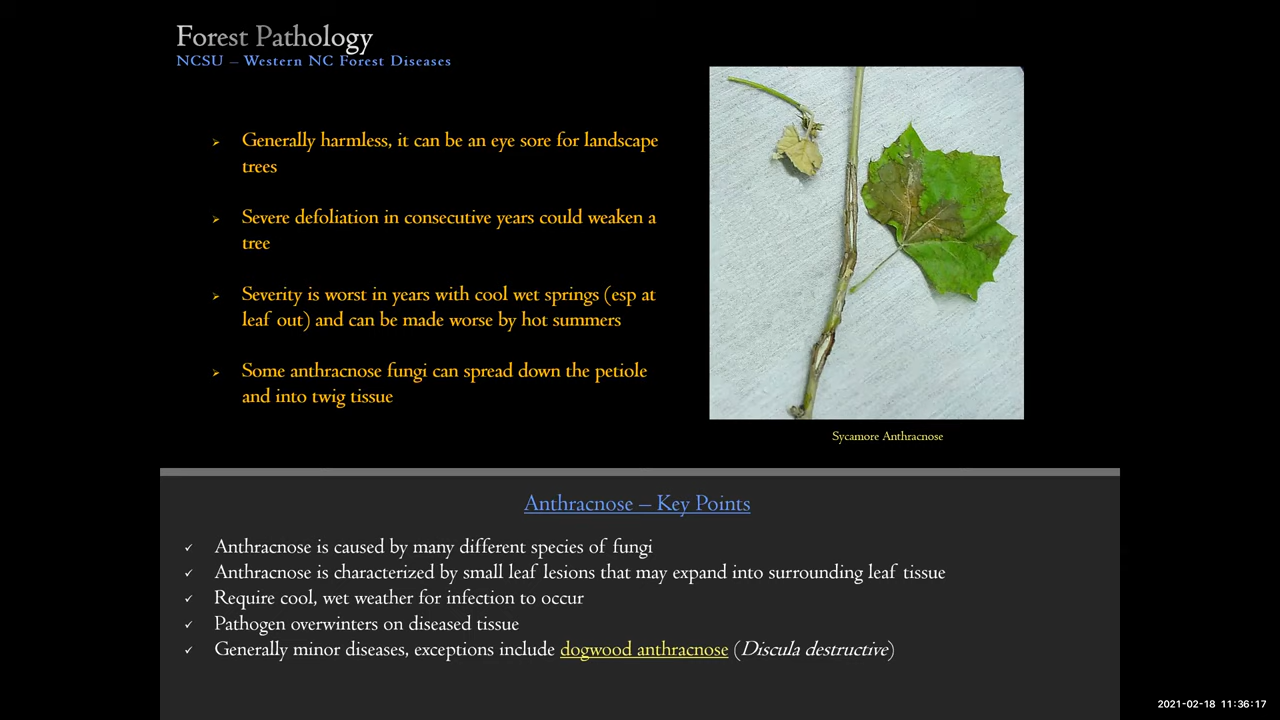 Forest Pathology
NCSU – Western NC Forest Diseases
➢ Generally harmless, it can be an eye sore for landscape
trees
➢ Severe defoliation in consecutive years could weaken a
tree
➢ Severity is worst in years with cool wet springs (esp at
leaf out) and can be made worse by hot summers
➢ Some anthracnose fungi can spread down the petiole
and into twig tissue
Sycamore Anthracnose
Anthracnose – Key Points
✓ Anthracnose is caused by many different species of fungi
✓ Anthracnose is characterized by small leaf lesions that may expand into surrounding leaf tissue
✓ Require cool, wet weather for infection to occur
✓ Pathogen overwinters on diseased tissue
✓ Generally minor diseases, exceptions include dogwood anthracnose (Discula destructive)
2021-02-18 11:36:17